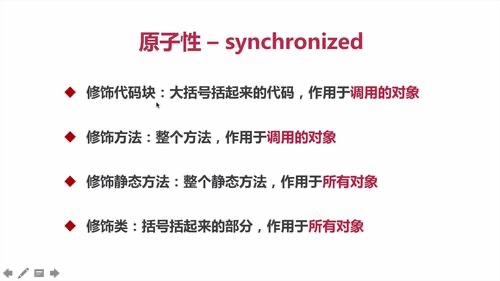 原子性 – synchronized
修饰代码块：大括号括起来的代码，作用于调用的对象
修饰方法：整个方法，作用于调用的对象
修饰静态方法：整个静态方法，作用于所有对象
修饰类：括号括起来的部分，作用于所有对象